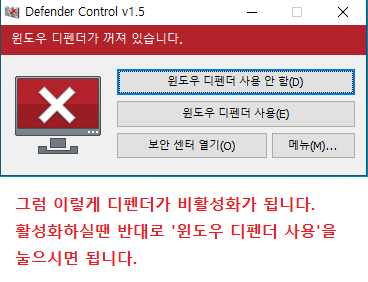 Defender Control v1.5
윈도우 디펜더가 꺼져 있습니다.
윈도우 디펜더 사용 안 함(D)
윈도우 디펜더 사용(E)
보안 센터 열기(O)
메뉴(M)...
그럼 이렇게 디펜더가 비활성화가 됩니다.
활성화하실땐 반대로 '윈도우 디펜더 사용'을
눌으시면 됩니다.